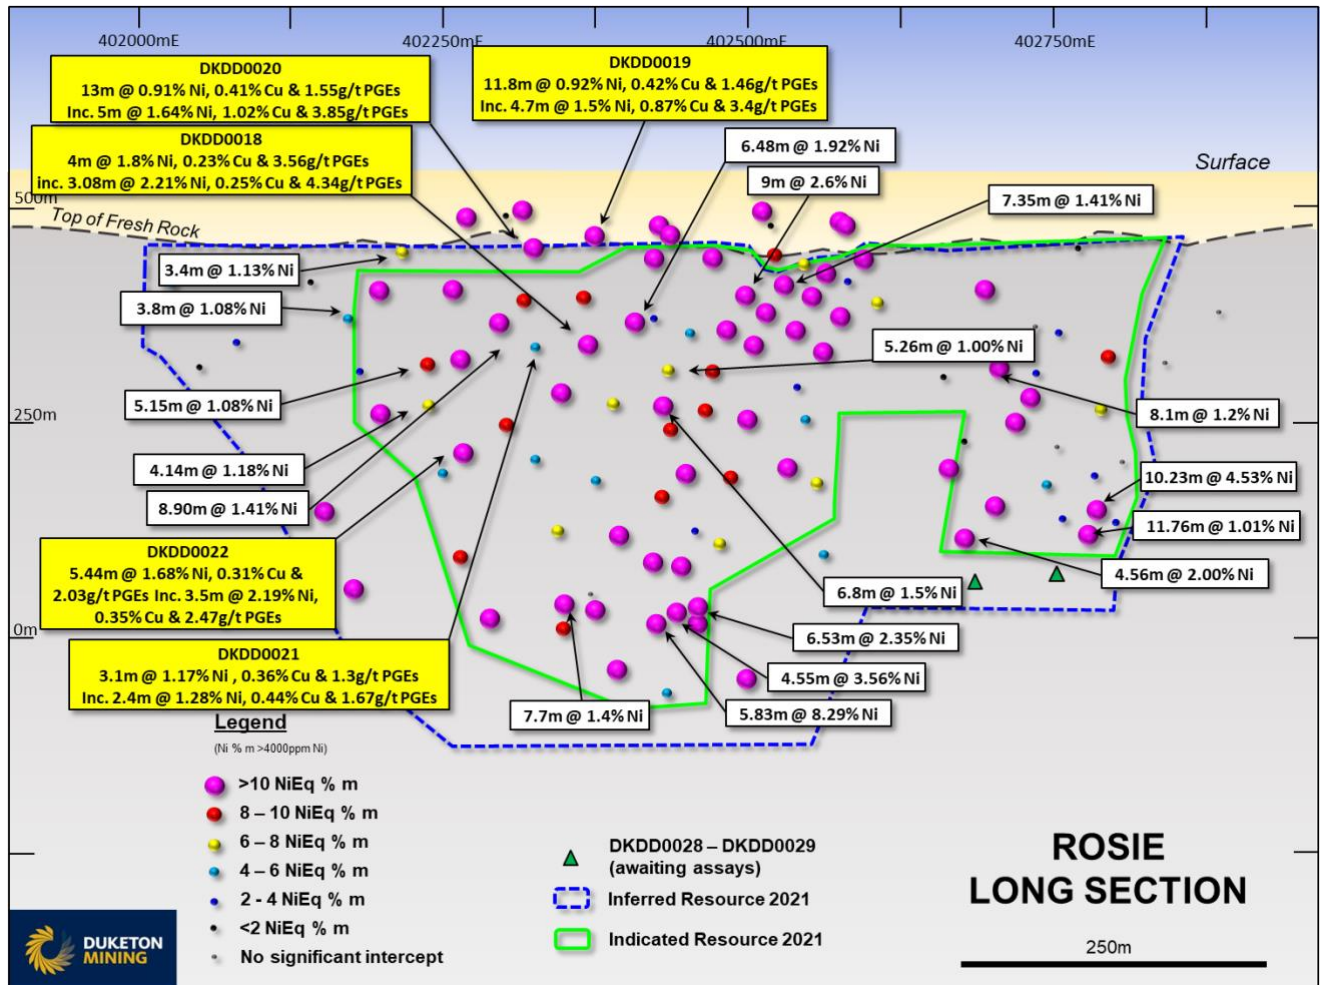 402000mE
402250mE
402500mE
402750mE
DKDD0020
13m @ 0.91% Ni, 0.41% Cu & 1.55g/t PGEs
Inc. 5m @ 1.64% Ni, 1.02% Cu & 3.85g/t PGEs
DKDD0019
11.8m @ 0.92% Ni, 0.42% Cu & 1.46g/t PGEs
Inc. 4.7m @ 1.5% Ni, 0.87% Cu & 3.4g/t PGEs
DKDD0018
4m @ 1.8% Ni, 0.23% Cu & 3.56g/t PGEs
inc. 3.08m @ 2.21% Ni, 0.25% Cu & 4.34g/t PGEs
6.48m @ 1.92% Ni
9m @ 2.6% Ni
Surface
7.35m @ 1.41% Ni
500m
Top of Fresh Rock
3.4m @ 1.13% Ni
3.8m @ 1.08% Ni
5.26m @ 1.00% Ni
5.15m @ 1.08% Ni
250m
8.1m @ 1.2% Ni
4.14m @ 1.18% Ni
10.23m @ 4.53% Ni
8.90m @ 1.41% Ni
11.76m @ 1.01% Ni
DKDD0022
5.44m @ 1.68% Ni, 0.31% Cu &
2.03g/t PGEs Inc. 3.5m @ 2.19% Ni,
0.35% Cu & 2.47g/t PGEs
4.56m @ 2.00% Ni
6.8m @ 1.5% Ni
0m
6.53m @ 2.35% Ni
DKDD0021
3.1m @ 1.17% Ni , 0.36% Cu & 1.3g/t PGEs
Inc. 2.4m @ 1.28% Ni, 0.44% Cu & 1.67g/t PGEs
4.55m @ 3.56% Ni
7.7m @ 1.4% Ni
5.83m @ 8.29% Ni
Legend
(Ni % m >4000ppm Ni)
>10 NiEq % m
8 – 10 NiEq % m
6 – 8 NiEq % m
4 – 6 NiEq % m
2 - 4 NiEq % m
<2 NiEq % m
No significant intercept
DKDD0028 – DKDD0029
(awaiting assays)
Inferred Resource 2021
Indicated Resource 2021
ROSIE
LONG SECTION
250m
DUKETON
MINING